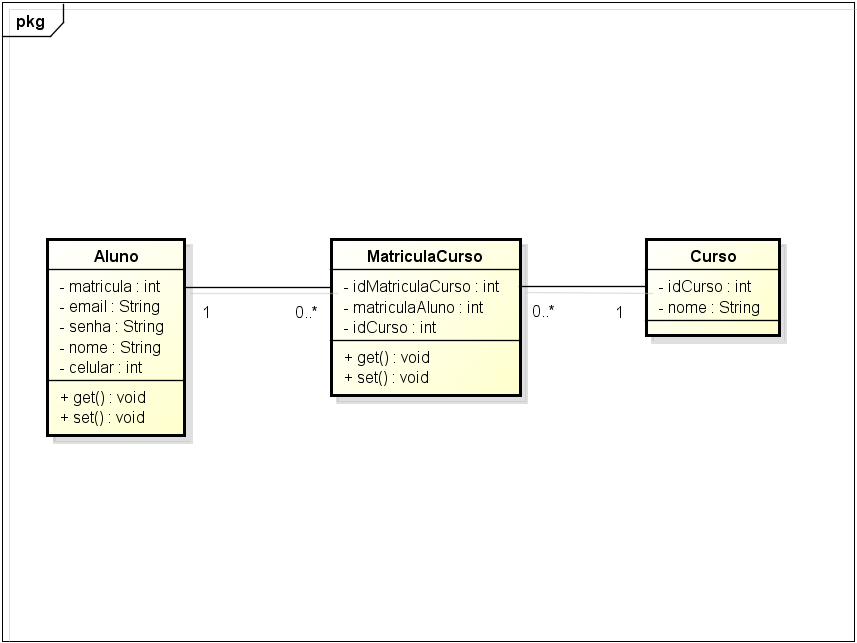 pkg
Aluno
- matricula : int
- email : String
- senha : String
- nome : String
- celular : int
+ get() : void
+ set() : void
1
0..*
MatriculaCurso
- idMatriculaCurso : int
- matriculaAluno : int
- idCurso : int
+ get() : void
+ set() : void
0..*
1
Curso
- idCurso : int
- nome : String